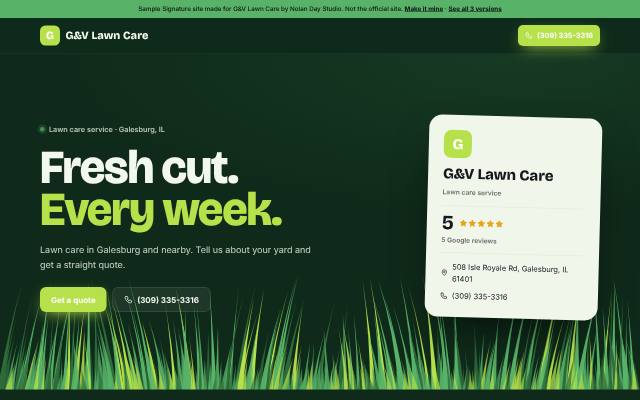 Sample Signature site made for G&V Lawn Care by Nolan Day Studio. Not the official site. Make it mine · See all 3 versions
G G&V Lawn Care
(309) 335-3316
Lawn care service · Galesburg, IL
Fresh cut.
Every week.
Lawn care in Galesburg and nearby. Tell us about your yard and
get a straight quote.
Get a quote
(309) 335-3316
G
G&V Lawn Care
Lawn care service
5 ★★★★★
5 Google reviews
508 Isle Royale Rd, Galesburg, IL
61401
(309) 335-3316